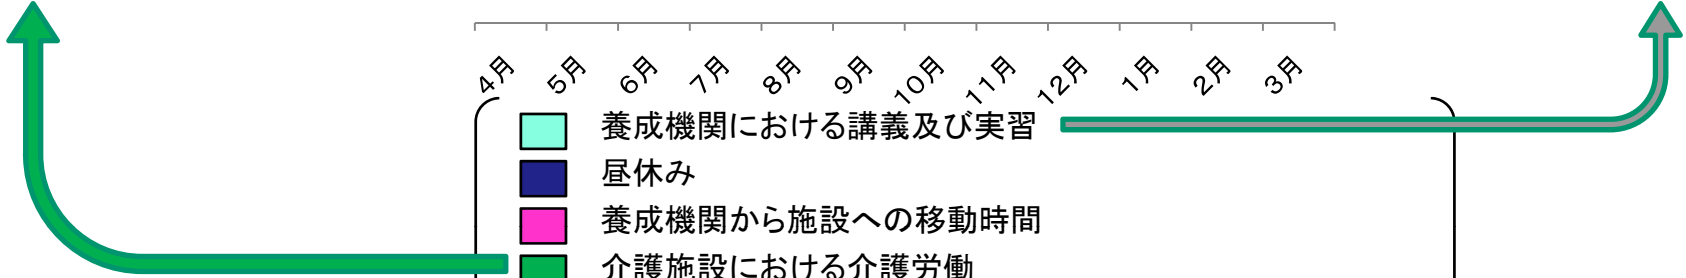 4月 5月 6月 7月 8月 9月 10月 11月 12月 1月 2月 3月
養成機関における講義及び実習
昼休み
養成機関から施設への移動時間
介護施設における介護労働